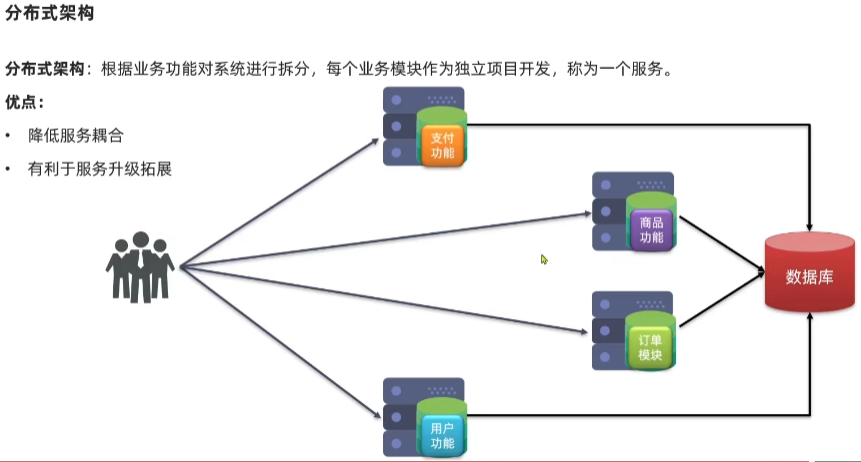 分布式架构
分布式架构：根据业务功能对系统进行拆分，每个业务模块作为独立项目开发，称为一个服务。
优点：
• 降低服务耦合
• 有利于服务升级拓展
支付
功能
商品
功能
数据库
订单
模块
用户
功能